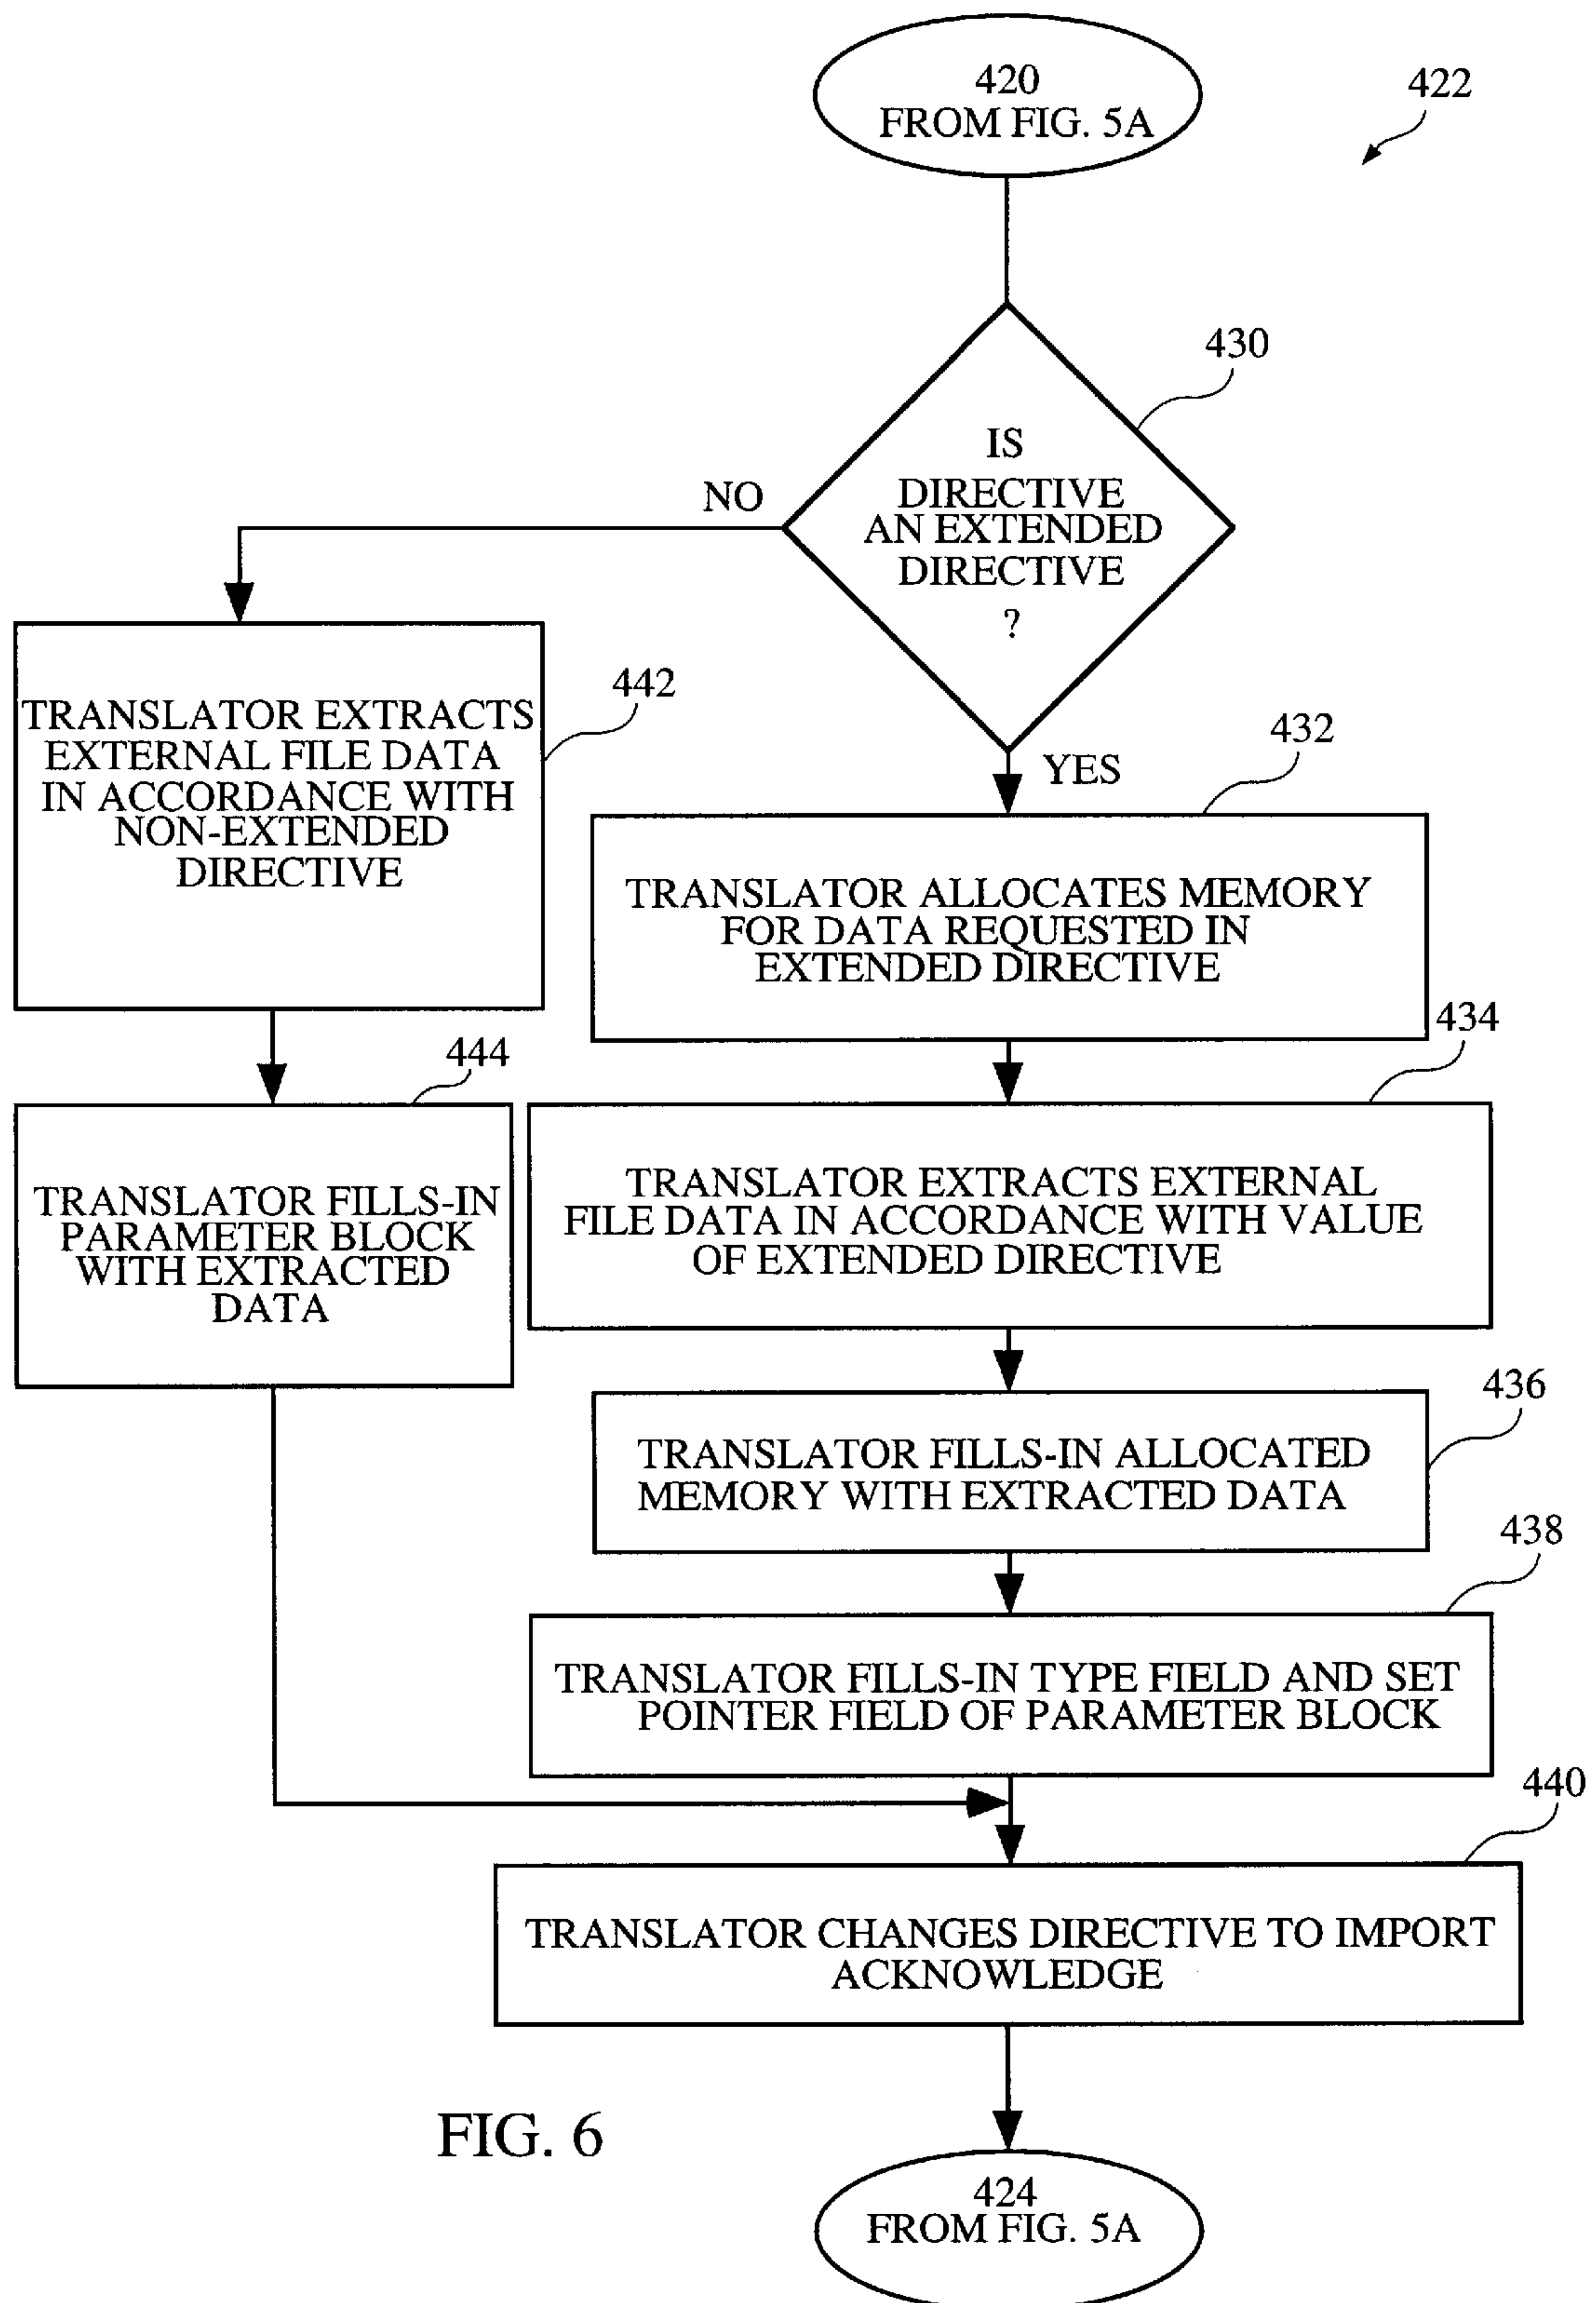 420
FROM FIG. 5A
422
430
IS
DIRECTIVE
AN EXTENDED
DIRECTIVE
?
NO
YES
442
TRANSLATOR EXTRACTS
EXTERNAL FILE DATA
IN ACCORDANCE WITH
NON-EXTENDED
DIRECTIVE
432
TRANSLATOR ALLOCATES MEMORY
FOR DATA REQUESTED IN
EXTENDED DIRECTIVE
444
TRANSLATOR FILLS-IN
PARAMETER BLOCK
WITH EXTRACTED
DATA
434
TRANSLATOR EXTRACTS EXTERNAL
FILE DATA IN ACCORDANCE WITH VALUE
OF EXTENDED DIRECTIVE
436
TRANSLATOR FILLS-IN ALLOCATED
MEMORY WITH EXTRACTED DATA
438
TRANSLATOR FILLS-IN TYPE FIELD AND SET
POINTER FIELD OF PARAMETER BLOCK
440
TRANSLATOR CHANGES DIRECTIVE TO IMPORT
ACKNOWLEDGE
FIG. 6
424
FROM FIG. 5A